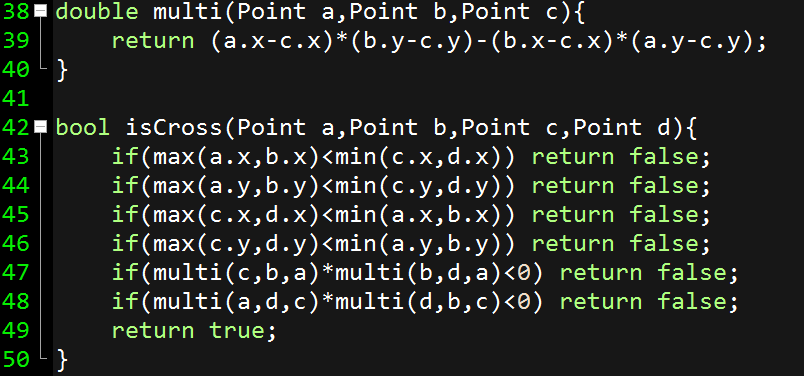 38 double multi(Point a,Point b,Point c){
39     return (a.x-c.x)*(b.y-c.y)-(b.x-c.x)*(a.y-c.y);
40 }
41
42 bool isCross(Point a,Point b,Point c,Point d){
43     if(max(a.x,b.x)<min(c.x,d.x)) return false;
44     if(max(a.y,b.y)<min(c.y,d.y)) return false;
45     if(max(c.x,d.x)<min(a.x,b.x)) return false;
46     if(max(c.y,d.y)<min(a.y,b.y)) return false;
47     if(multi(c,b,a)*multi(b,d,a)<0) return false;
48     if(multi(a,d,c)*multi(d,b,c)<0) return false;
49     return true;
50 }